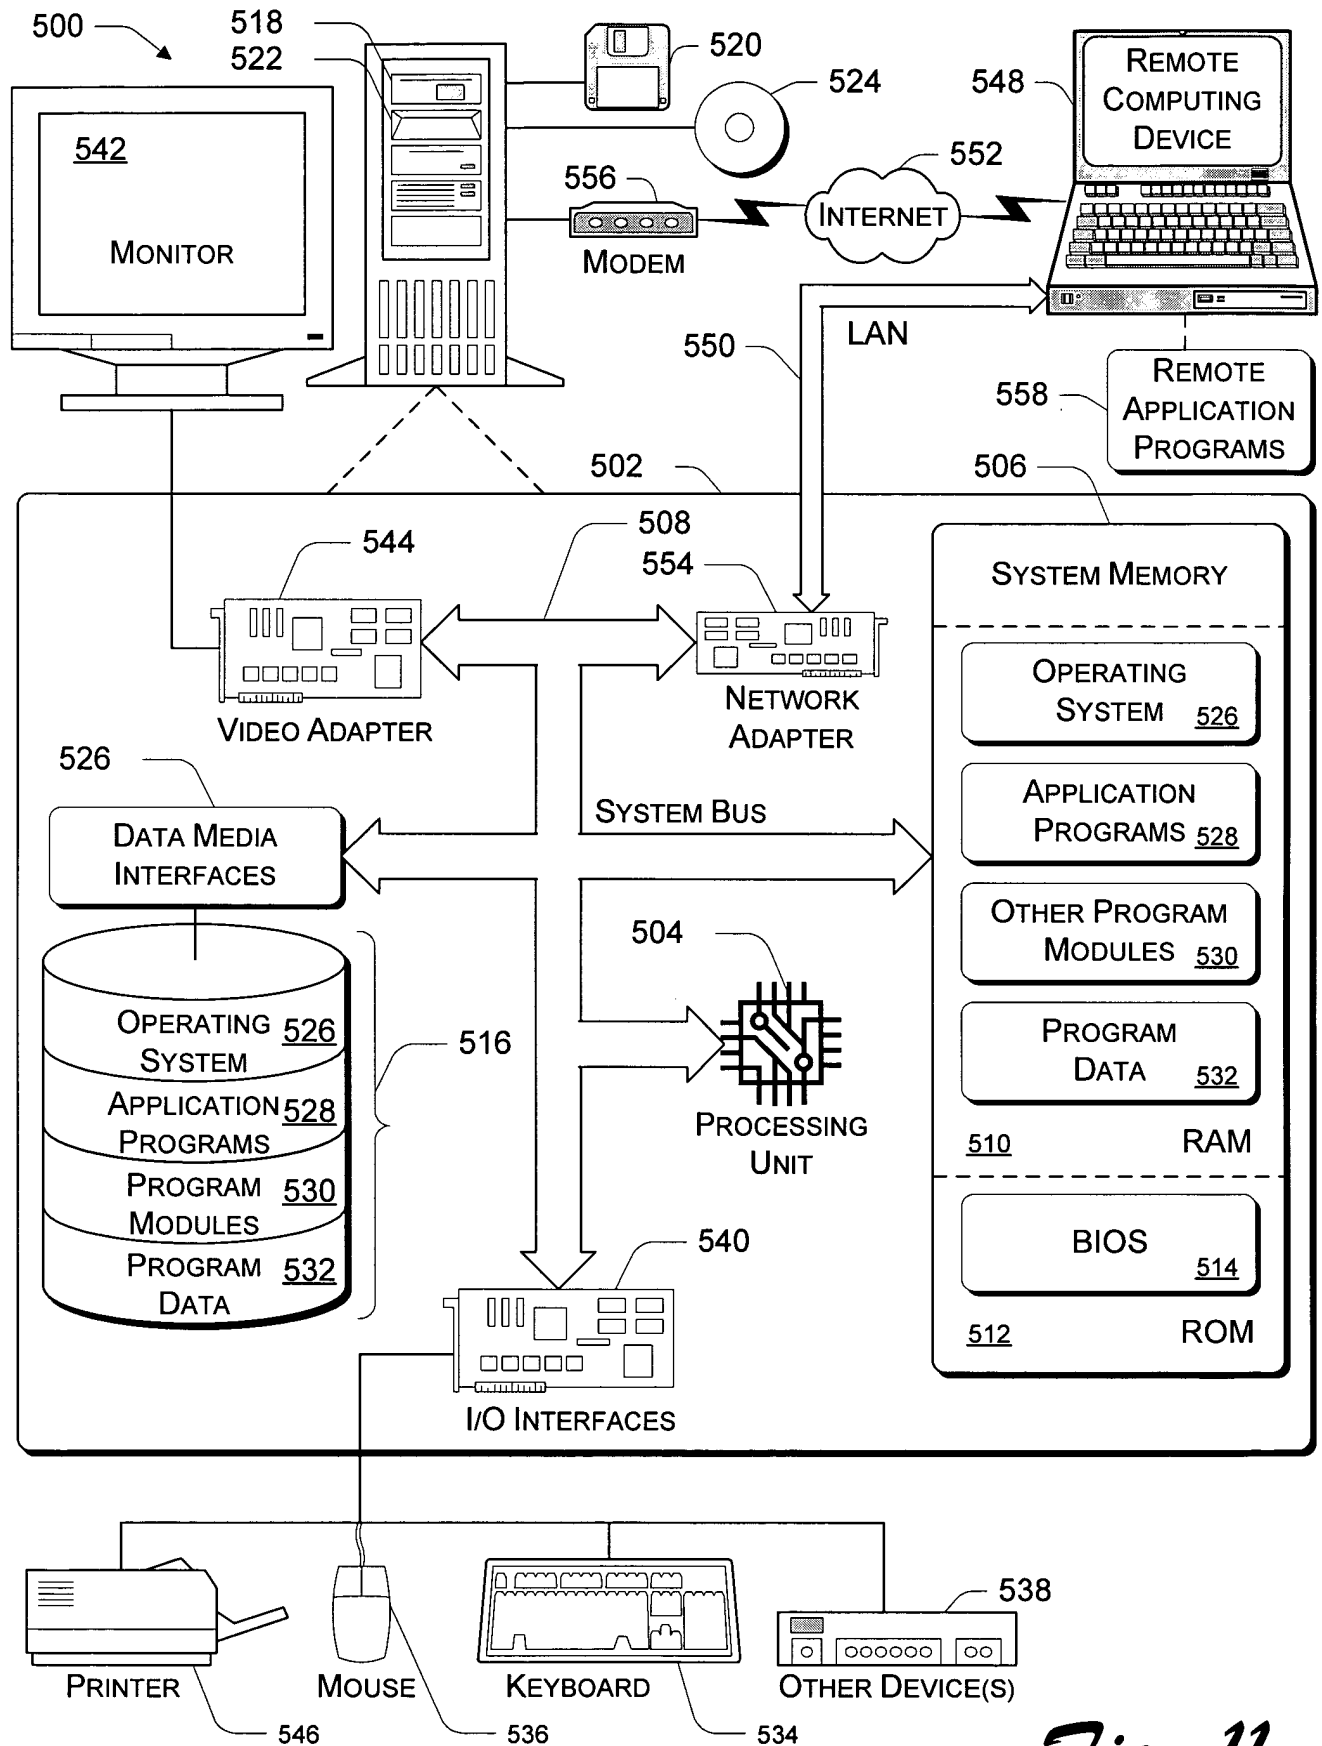 500
518
522
520
524
548
REMOTE
COMPUTING
DEVICE
542
MONITOR
556
MODEM
552
INTERNET
LAN
550
558
REMOTE
APPLICATION
PROGRAMS
502
506
544
508
554
VIDEO ADAPTER
NETWORK
ADAPTER
SYSTEM MEMORY
OPERATING
SYSTEM 526
APPLICATION
PROGRAMS 528
OTHER PROGRAM
MODULES 530
PROGRAM
DATA 532
510 RAM
BIOS
514
512 ROM
526
DATA MEDIA
INTERFACES
SYSTEM BUS
504
PROCESSING
UNIT
OPERATING 526
SYSTEM
APPLICATION 528
PROGRAMS
PROGRAM 530
MODULES
PROGRAM 532
DATA
516
540
I/O INTERFACES
PRINTER
546
MOUSE
536
KEYBOARD
534
538
OTHER DEVICE(S)
Fig. 11